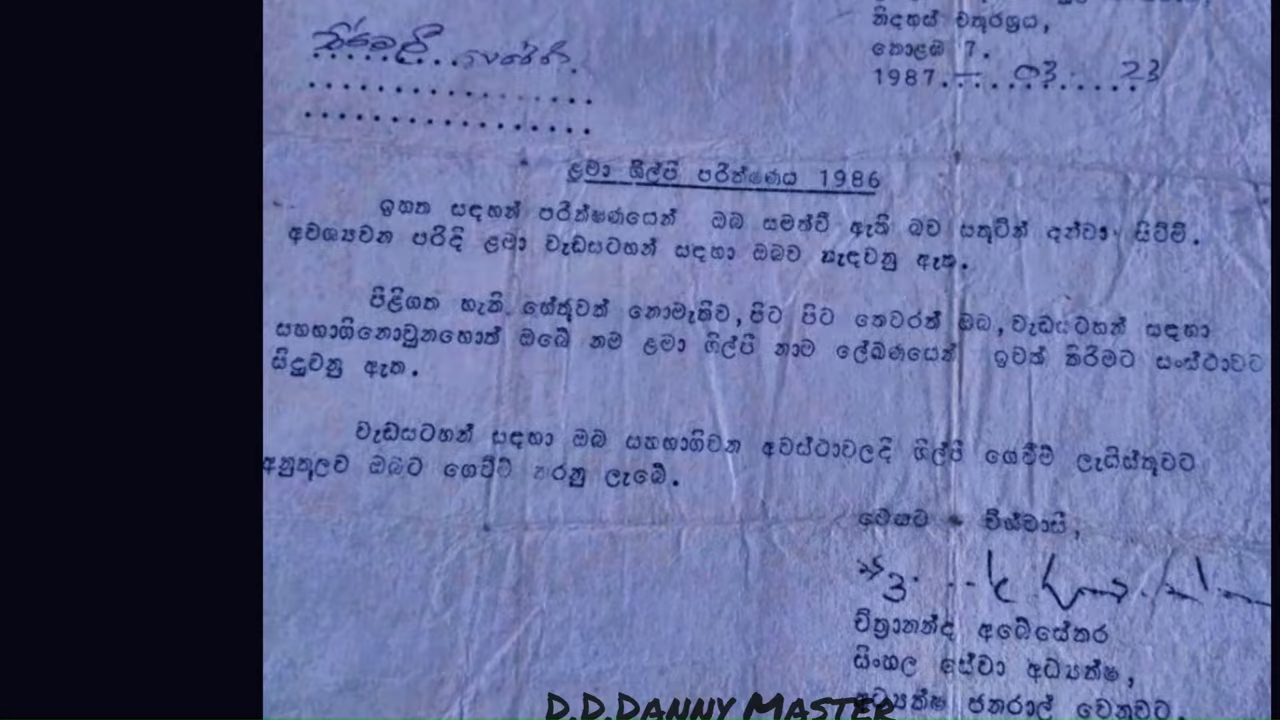 නිදහස් චතුරශ්‍රය,
කොළඹ 7.
1987.— 03 23
පෙරේරා.
ළමා ශිල්පී පරීක්ෂණය 1986
ඉහත සඳහන් පරීක්ෂණයෙන් ඔබ සමත්වී ඇති බව සතුටින් දන්වා සිටිමි.
අවශ්‍යවන පරිදි ළමා වැඩසටහන් සඳහා ඔබව කැඳවනු ඇත.
පිළිගත හැකි හේතූවක් නොමැතිව, පිට පිට තෙවරක් ඔබ, වැඩසටහන් සඳහා
සහභාගිනොවුනහොත් ඔබේ නම ළමා ශිල්පී නාම ලේඛණයෙන් ඉවත් කිරීමට සංස්ථාවට
සිදුවනු ඇත.
වැඩසටහන් සඳහා ඔබ සහභාගිවන අවස්ථාවලදී ශිල්පී ගෙවීම් ලැයිස්තුවට
අනුකූලව ඔබට ගෙවීම් කරනු ලැබේ.
මෙයට - විශ්වාසී,
චිත්‍රානන්ද අබේසේකර
සිංහල සේවා අධ්‍යක්ෂ,
අධ්‍යක්ෂ ජනරාල් වෙනුවට.
D.D.DANNY MASTER